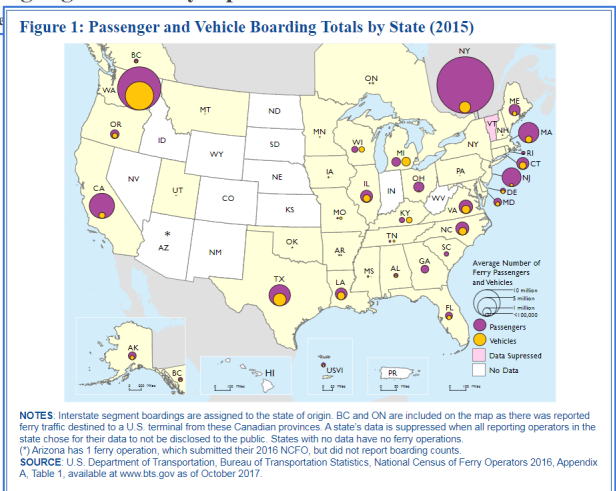 Figure 1: Passenger and Vehicle Boarding Totals by State (2015)
BC
NY
ON
WA
ME
MT
ND
VT
NH
MA
OR
MN
ID
SD
WI
MI
NY
RI
CT
WY
IA
PA
NJ
NE
OH
DE
NV
IL
IN
MD
CA
UT
CO
WV
VA
KS
MO
KY
NC
*
AZ
NM
OK
TN
AR
SC
MS
AL
GA
TX
LA
FL
Average Number of
Ferry Passengers
and Vehicles
10 million
5 million
1 million
<100,000
Passengers
Vehicles
Data Supressed
No Data
AK
BC
HI
USVI
PR
NOTES: Interstate segment boardings are assigned to the state of origin. BC and ON are included on the map as there was reported
ferry traffic destined to a U.S. terminal from these Canadian provinces. A state's data is suppressed when all reporting operators in the
state chose for their data to not be disclosed to the public. States with no data have no ferry operations.
(*) Arizona has 1 ferry operation, which submitted their 2016 NCFO, but did not report boarding counts.
SOURCE: U.S. Department of Transportation, Bureau of Transportation Statistics, National Census of Ferry Operators 2016, Appendix
A, Table 1, available at www.bts.gov as of October 2017.